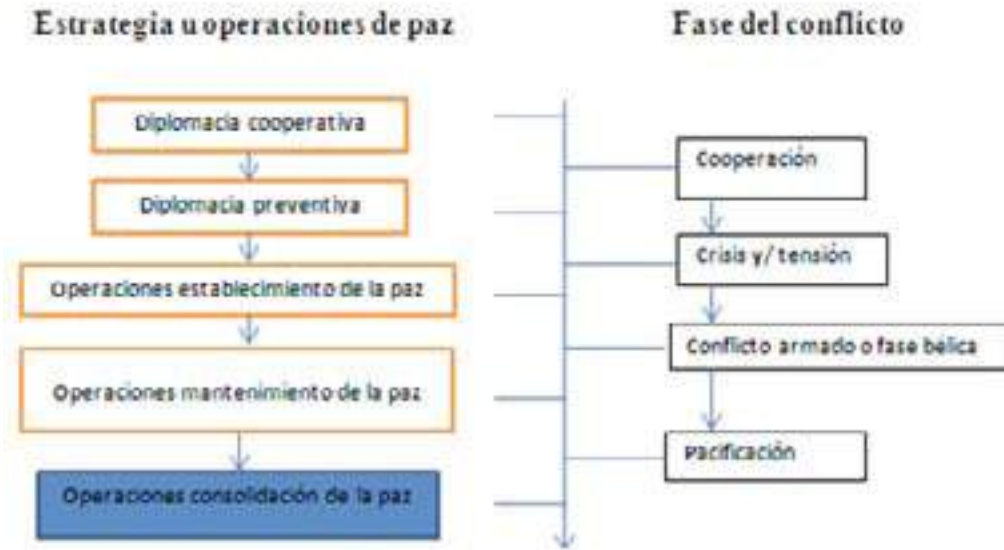 Estrategia u operaciones de paz
Fase del conflicto
Diplomacia cooperativa
Diplomacia preventiva
Operaciones establecimiento de la paz
Operaciones mantenimiento de la paz
Operaciones consolidación de la paz
Cooperación
Crisis y/ tensión
Conflicto armado o fase bélica
Pacificación